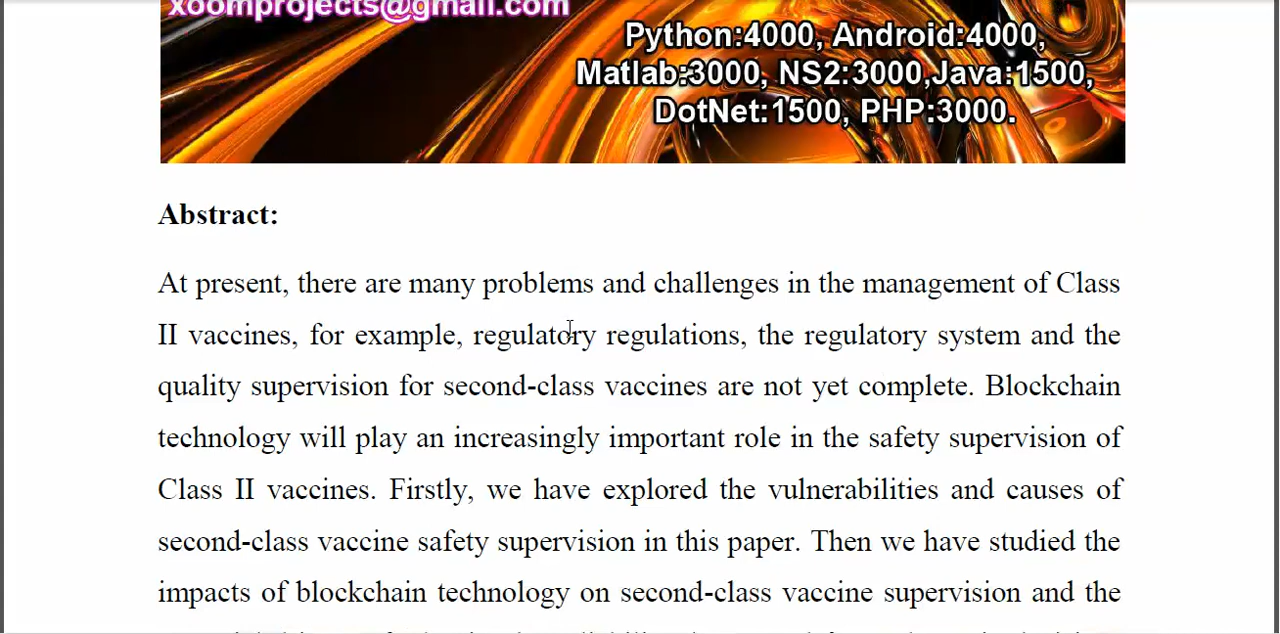 xoomprojects@gmail.com
Python:4000, Android:4000,
Matlab:3000, NS2:3000,Java:1500,
DotNet:1500, PHP:3000.
Abstract:
At present, there are many problems and challenges in the management of Class
II vaccines, for example, regulatory regulations, the regulatory system and the
quality supervision for second-class vaccines are not yet complete. Blockchain
technology will play an increasingly important role in the safety supervision of
Class II vaccines. Firstly, we have explored the vulnerabilities and causes of
second-class vaccine safety supervision in this paper. Then we have studied the
impacts of blockchain technology on second-class vaccine supervision and the